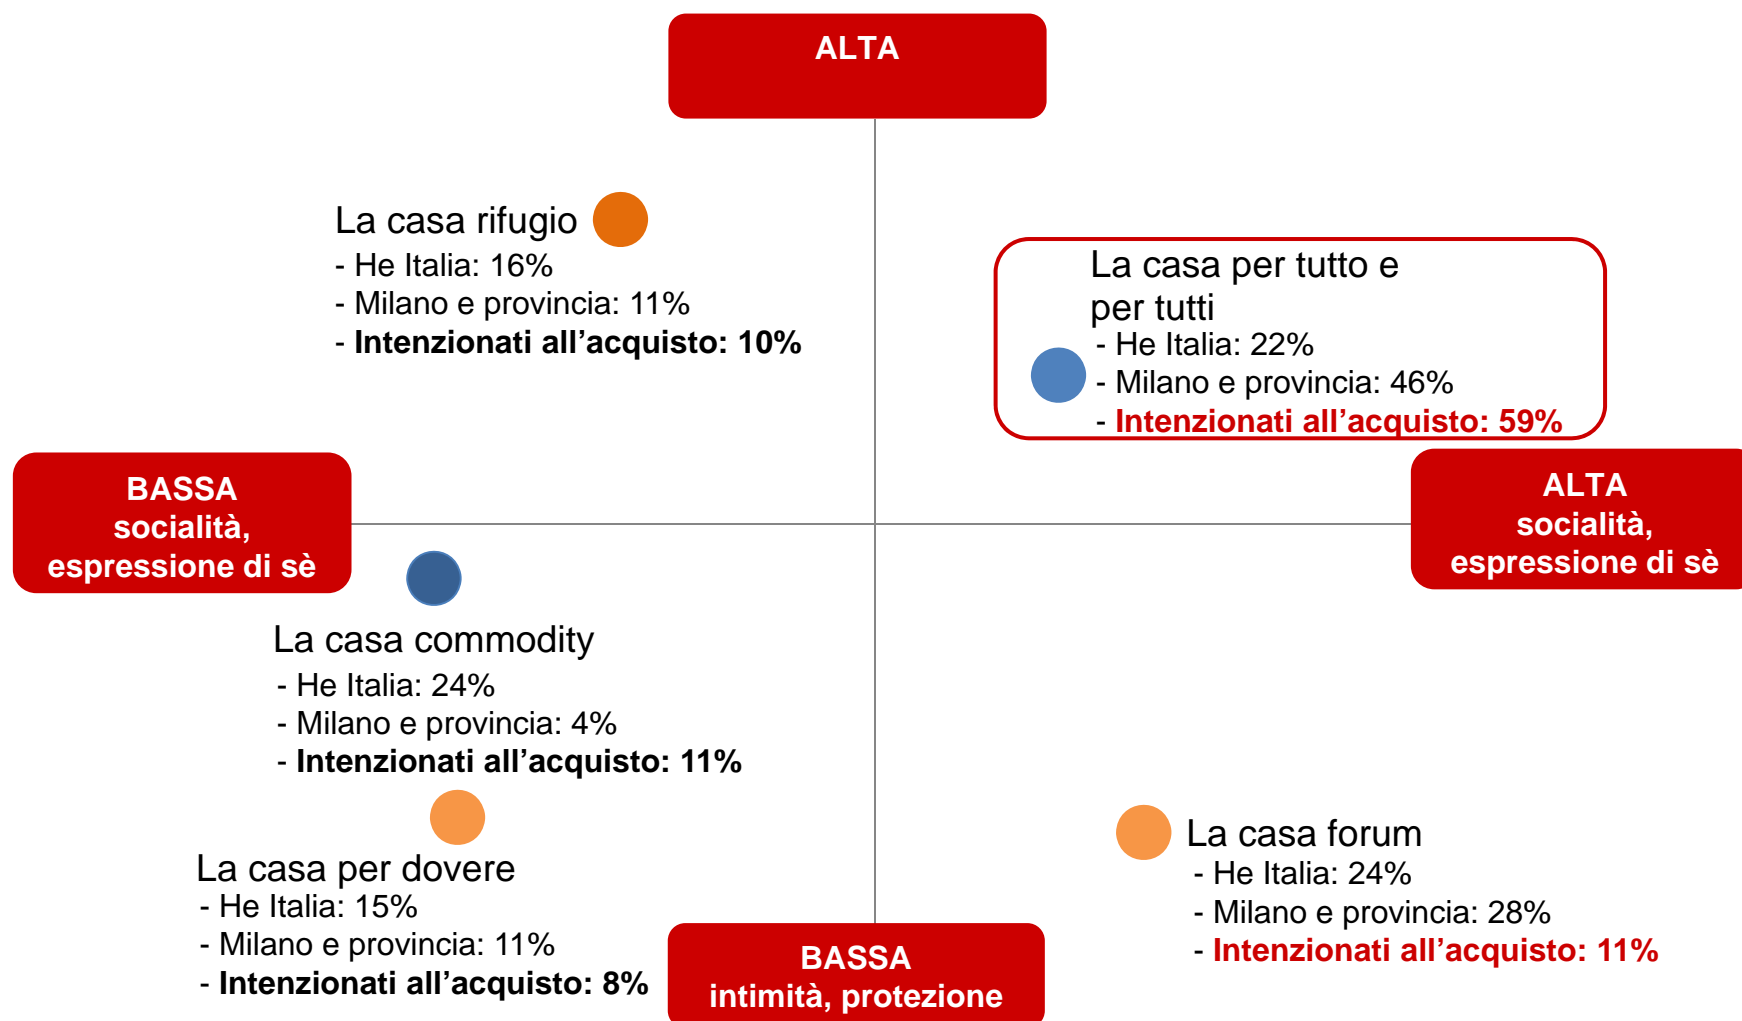 ALTA
La casa rifugio
- He Italia: 16%
- Milano e provincia: 11%
- Intenzionati all’acquisto: 10%
La casa per tutto e
per tutti
- He Italia: 22%
- Milano e provincia: 46%
- Intenzionati all’acquisto: 59%
BASSA
socialità,
espressione di sè
ALTA
socialità,
espressione di sè
La casa commodity
- He Italia: 24%
- Milano e provincia: 4%
- Intenzionati all’acquisto: 11%
La casa per dovere
- He Italia: 15%
- Milano e provincia: 11%
- Intenzionati all’acquisto: 8%
La casa forum
- He Italia: 24%
- Milano e provincia: 28%
- Intenzionati all’acquisto: 11%
BASSA
intimità, protezione